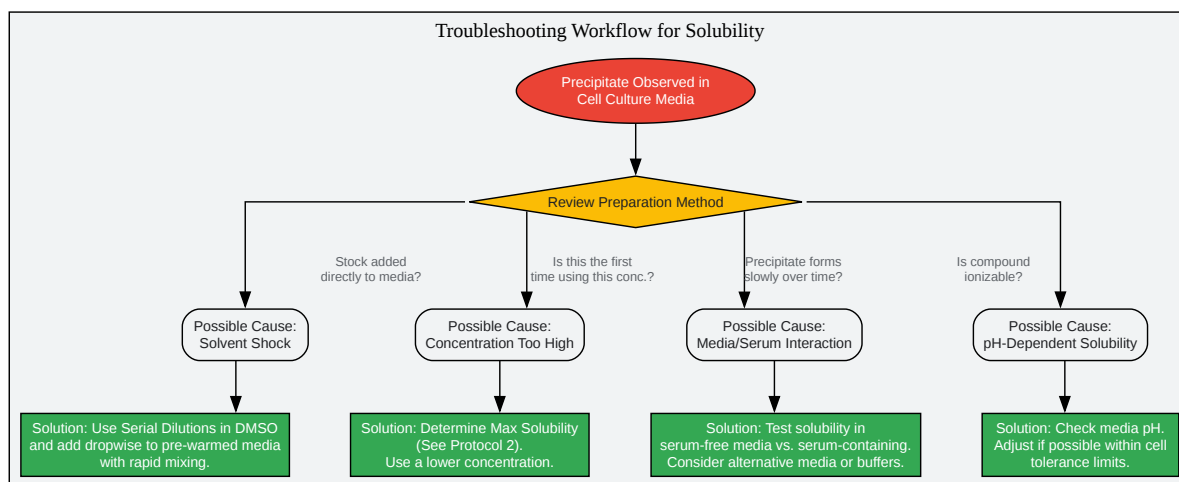 Troubleshooting Workflow for Solubility
Precipitate Observed in
Cell Culture Media
Review Preparation Method
Stock added
directly to media?
Is this the first
time using this conc.?
Precipitate forms
slowly over time?
Is compound
ionizable?
Possible Cause:
Solvent Shock
Possible Cause:
Concentration Too High
Possible Cause:
Media/Serum Interaction
Possible Cause:
pH-Dependent Solubility
Solution: Use Serial Dilutions in DMSO
and add dropwise to pre-warmed media
with rapid mixing.
Solution: Determine Max Solubility
(See Protocol 2).
Use a lower concentration.
Solution: Test solubility in
serum-free media vs. serum-containing.
Consider alternative media or buffers.
Solution: Check media pH.
Adjust if possible within cell
tolerance limits.